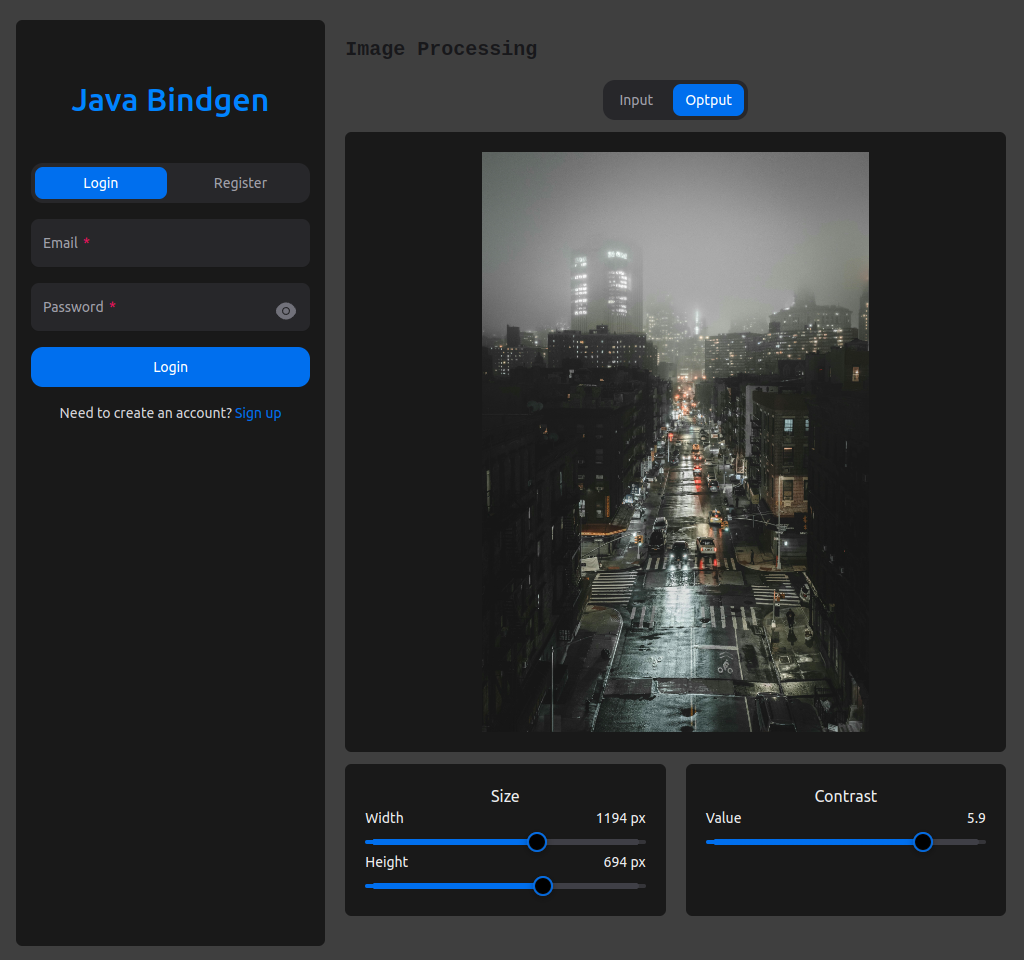 Java Bindgen
Login Register
Email *
Password *
Login
Need to create an account? Sign up
Image Processing
Input Optput
Size
Width 1194 px
Height 694 px
Contrast
Value 5.9